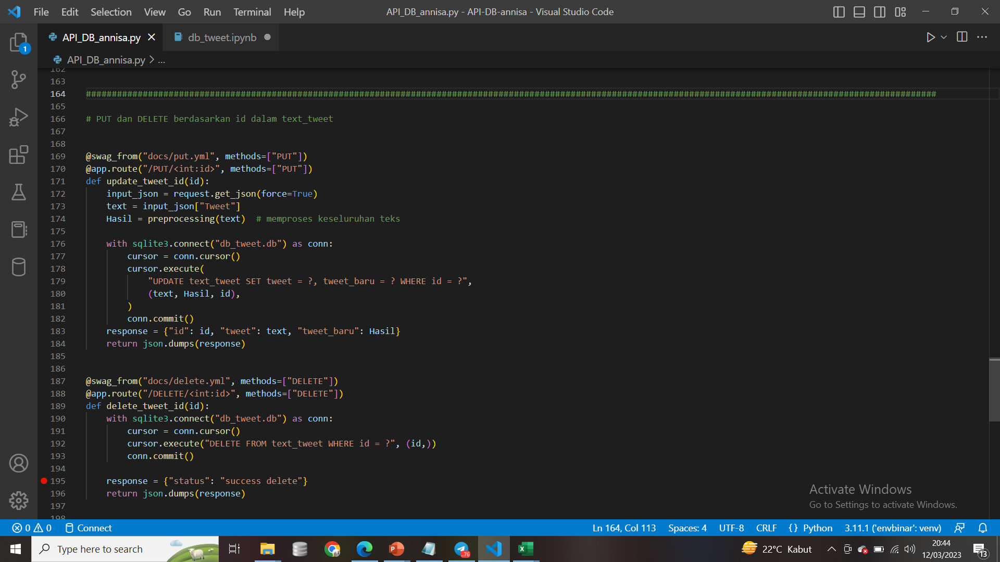 File Edit Selection View Go Run Terminal Help
API_DB_annisa.py - API-DB-annisa - Visual Studio Code
API_DB_annisa.py
db_tweet.ipynb
1
API_DB_annisa.py > ...
162
163
164 #####################################################################################################################################################################
165
166 # PUT dan DELETE berdasarkan id dalam text_tweet
167
168
169 @swag_from("docs/put.yml", methods=["PUT"])
170 @app.route("/PUT/<int:id>", methods=["PUT"])
171 def update_tweet_id(id):
172     input_json = request.get_json(force=True)
173     text = input_json["Tweet"]
174     Hasil = preprocessing(text)  # memproses keseluruhan teks
175
176     with sqlite3.connect("db_tweet.db") as conn:
177         cursor = conn.cursor()
178         cursor.execute(
179             "UPDATE text_tweet SET tweet = ?, tweet_baru = ? WHERE id = ?",
180             (text, Hasil, id),
181         )
182         conn.commit()
183     response = {"id": id, "tweet": text, "tweet_baru": Hasil}
184     return json.dumps(response)
185
186
187 @swag_from("docs/delete.yml", methods=["DELETE"])
188 @app.route("/DELETE/<int:id>", methods=["DELETE"])
189 def delete_tweet_id(id):
190     with sqlite3.connect("db_tweet.db") as conn:
191         cursor = conn.cursor()
192         cursor.execute("DELETE FROM text_tweet WHERE id = ?", (id,))
193         conn.commit()
194
195     response = {"status": "success delete"}
196     return json.dumps(response)
197
198
Activate Windows
Go to Settings to activate Windows.
0 0 Connect
Ln 164, Col 113 Spaces: 4 UTF-8 CRLF {} Python 3.11.1 ('envbinar': venv)
Type here to search
..76
22°C Kabut
20:44
12/03/2023
13